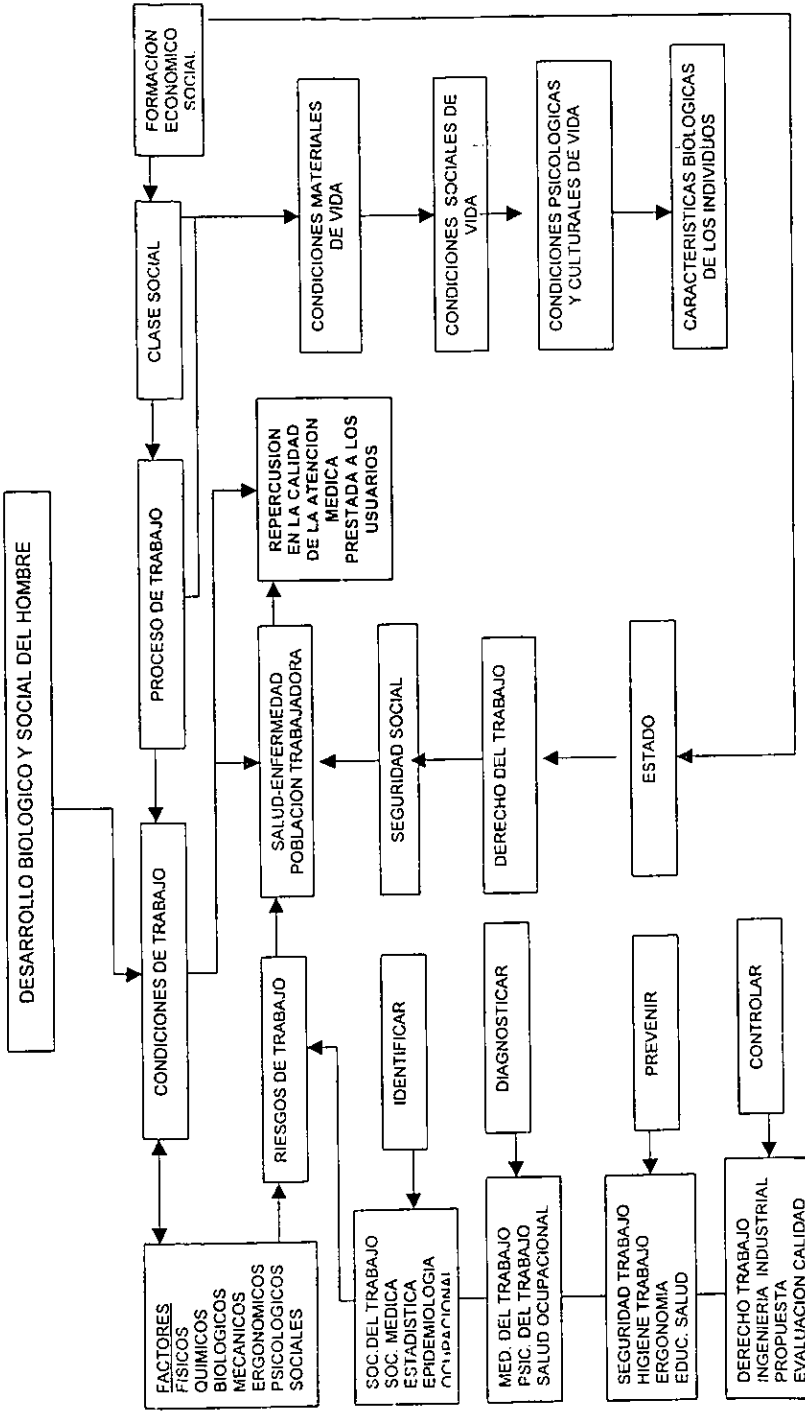 DESARROLLO BIOLOGICO Y SOCIAL DEL HOMBRE
FACTORES
FISICOS
QUIMICOS
BIOLOGICOS
MECANICOS
ERGONOMICOS
PSICOLOGICOS
SOCIALES
CONDICIONES DE TRABAJO
PROCESO DE TRABAJO
CLASE SOCIAL
FORMACION
ECONOMICO
SOCIAL
RIESGOS DE TRABAJO
SALUD-ENFERMEDAD
POBLACION TRABAJADORA
REPERCUSION
EN LA CALIDAD
DE LA ATENCION
MEDICA
PRESTADA A LOS
USUARIOS
CONDICIONES MATERIALES
DE VIDA
SOC. DEL TRABAJO
SOC. MEDICA
ESTADISTICA
EPIDEMIOLOGIA
OCUPACIONAL
IDENTIFICAR
SEGURIDAD SOCIAL
CONDICIONES SOCIALES DE
VIDA
MED. DEL TRABAJO
PSIC. DEL TRABAJO
SALUD OCUPACIONAL
DIAGNOSTICAR
DERECHO DEL TRABAJO
CONDICIONES PSICOLOGICAS
Y CULTURALES DE VIDA
SEGURIDAD TRABAJO
HIGIENE TRABAJO
ERGONOMIA
EDUC. SALUD
PREVENIR
ESTADO
CARACTERISTICAS BIOLOGICAS
DE LOS INDIVIDUOS
DERECHO TRABAJO
INGENIERIA INDUSTRIAL
PROPUESTA
EVALUACION CALIDAD
CONTROLAR